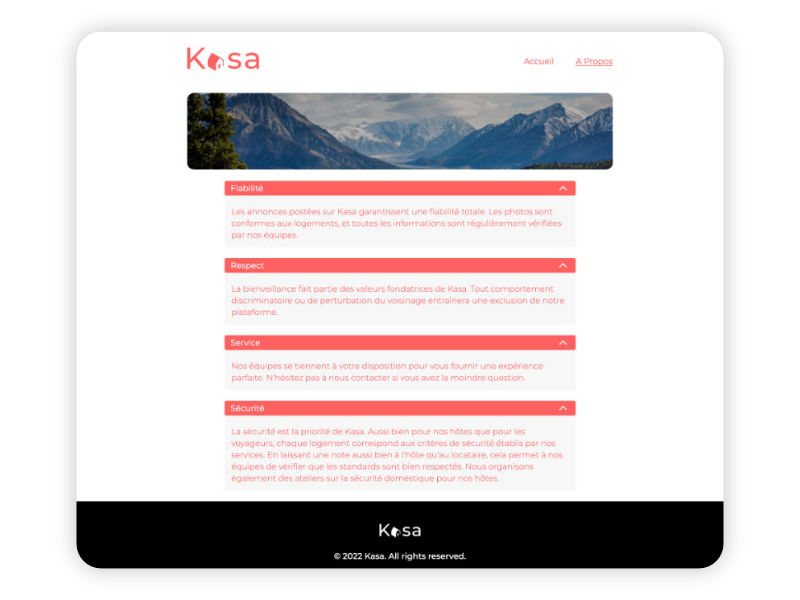 Kasa
Accueil A Propos
Fiabilité
Les annonces postées sur Kasa garantissent une fiabilité totale. Les photos sont
conformes aux logements, et toutes les informations sont régulièrement vérifiées
par nos équipes.
Respect
La bienveillance fait partie des valeurs fondatrices de Kasa. Tout comportement
discriminatoire ou de perturbation du voisinage entraînera une exclusion de notre
plateforme.
Service
Nos équipes se tiennent à votre disposition pour vous fournir une expérience
parfaite. N'hésitez pas à nous contacter si vous avez la moindre question.
Sécurité
La sécurité est la priorité de Kasa. Aussi bien pour nos hôtes que pour les
voyageurs, chaque logement correspond aux critères de sécurité établis par nos
services. En laissant une note aussi bien à l'hôte qu'au locataire, cela permet à nos
équipes de vérifier que les standards sont bien respectés. Nous organisons
également des ateliers sur la sécurité domestique pour nos hôtes.
Kasa
© 2022 Kasa. All rights reserved.